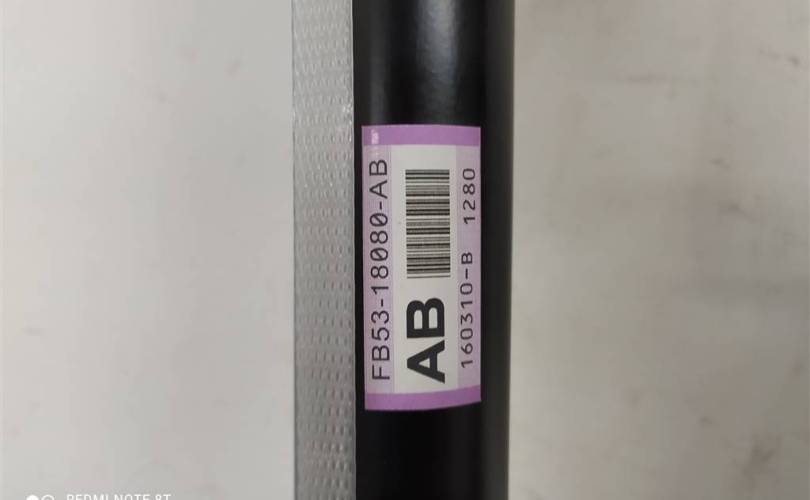 FB53-18080-AB
AB
160310-B 1280
REDMI NOTE 8T